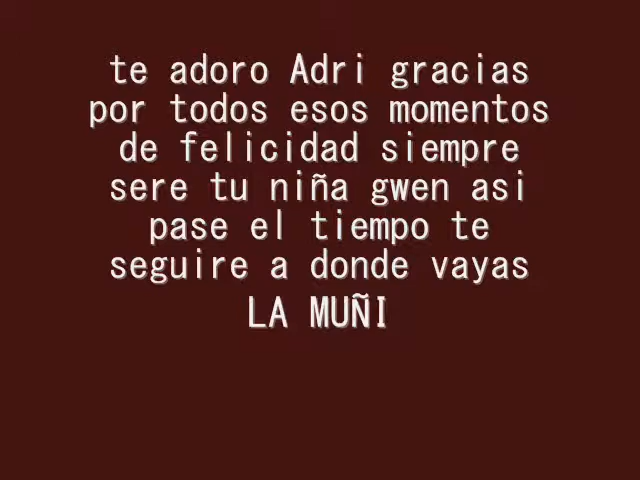 te adoro Adri gracias
por todos esos momentos
de felicidad siempre
sere tu niña gwen asi
pase el tiempo te
seguire a donde vayas
LA MUÑI